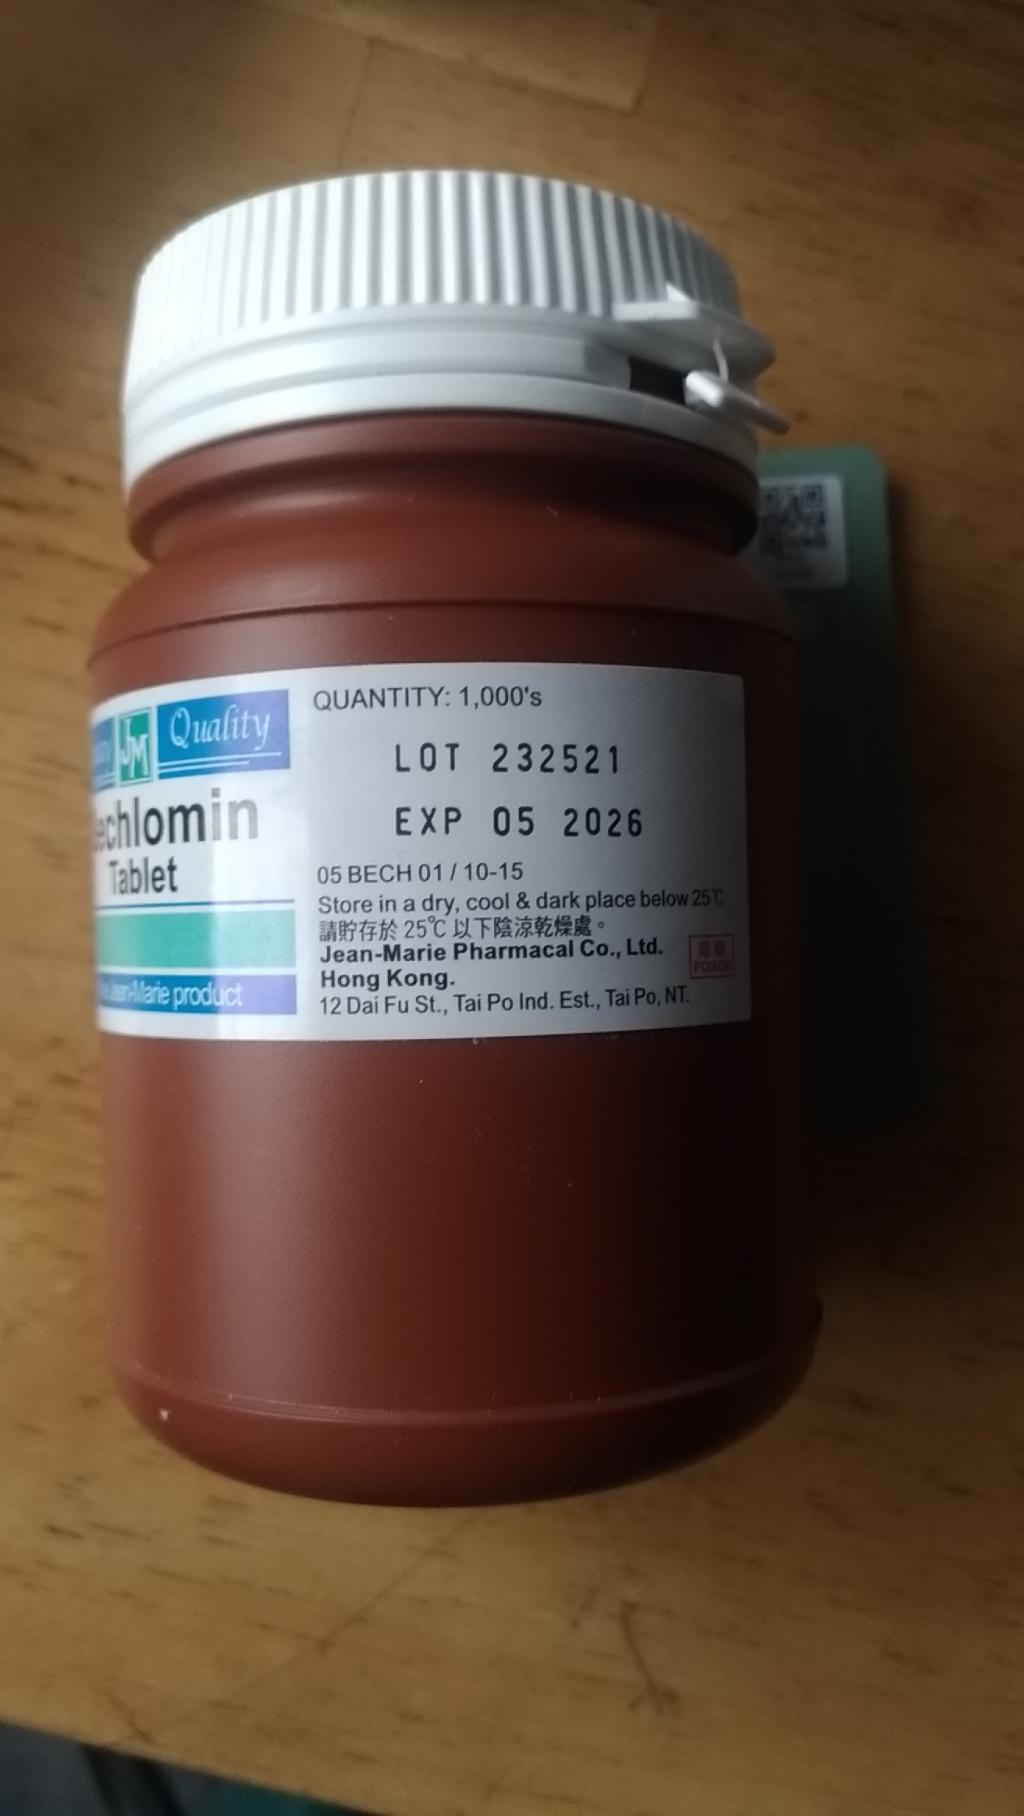 JM Quality
echlomin
Tablet
Jean-Marie product
QUANTITY: 1,000's
LOT 232521
EXP 05 2026
05 BECH 01 / 10-15
Store in a dry, cool & dark place below 25℃
請貯存於 25℃ 以下陰涼乾燥處。
Jean-Marie Pharmacal Co., Ltd.
Hong Kong.
12 Dai Fu St., Tai Po Ind. Est., Tai Po, NT.
毒藥
POISON